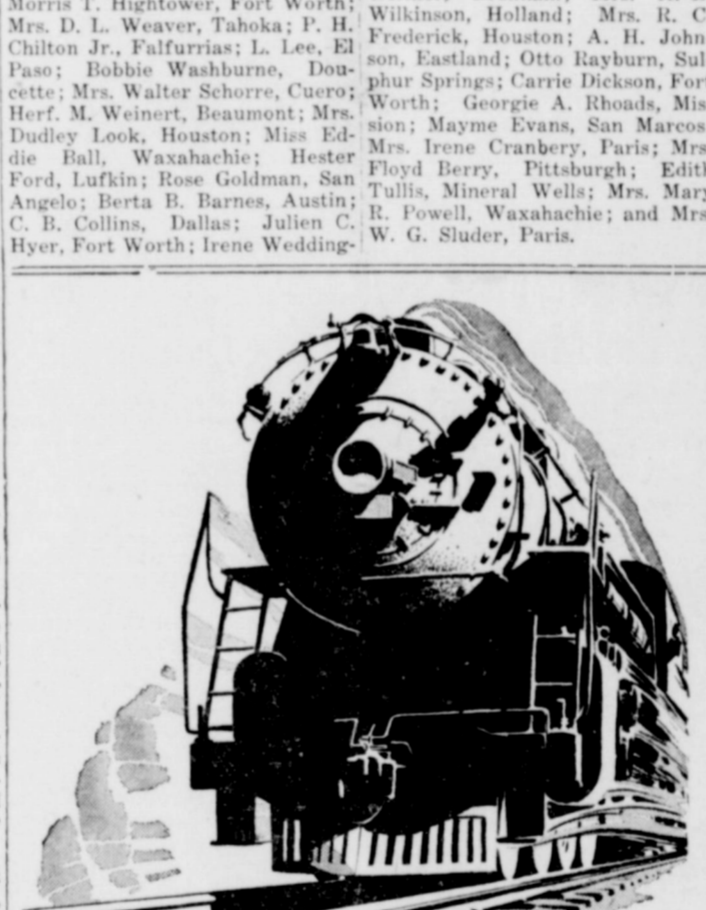 Morris T. Hightower, Fort Worth;
Mrs. D. L. Weaver, Tahoka; P. H.
Chilton Jr., Falfurrias; L. Lee, El
Paso; Bobbie Washburne, Dou-
cette; Mrs. Walter Schorre, Cuero;
Herf. M. Weinert, Beaumont; Mrs.
Dudley Look, Houston; Miss Ed-
die Ball, Waxahachie; Hester
Ford, Lufkin; Rose Goldman, San
Angelo; Berta B. Barnes, Austin;
C. B. Collins, Dallas; Julien C.
Hyer, Fort Worth; Irene Wedding-
Wilkinson, Holland; Mrs. R. C.
Frederick, Houston; A. H. John-
son, Eastland; Otto Rayburn, Sul-
phur Springs; Carrie Dickson, Fort
Worth; Georgie A. Rhoads, Mis-
sion; Mayme Evans, San Marcos;
Mrs. Irene Cranbery, Paris; Mrs.
Floyd Berry, Pittsburgh; Edith
Tullis, Mineral Wells; Mrs. Mary
R. Powell, Waxahachie; and Mrs.
W. G. Sluder, Paris.